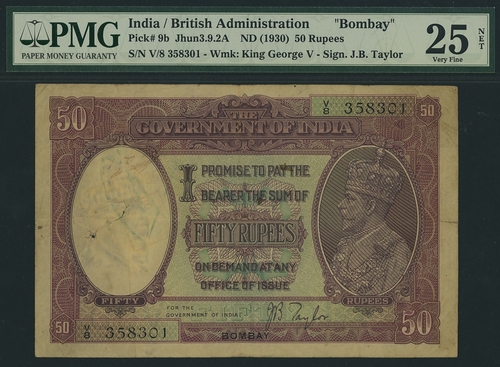 PMG
PAPER MONEY GUARANTY
India / British Administration "Bombay"
Pick# 9b Jhun3.9.2A ND (1930) 50 Rupees
S/N V/8 358301 - Wmk: King George V - Sign. J.B. Taylor
25 NET
Very Fine
50
V/8 358301
50
THE
GOVERNMENT OF INDIA
I PROMISE TO PAY THE
BEARER THE SUM OF
FIFTY RUPEES
ON DEMAND AT ANY
OFFICE OF ISSUE
FIFTY
RUPEES
FOR THE
GOVERNMENT OF INDIA
JB Taylor
50
V/8 358301
BOMBAY
50